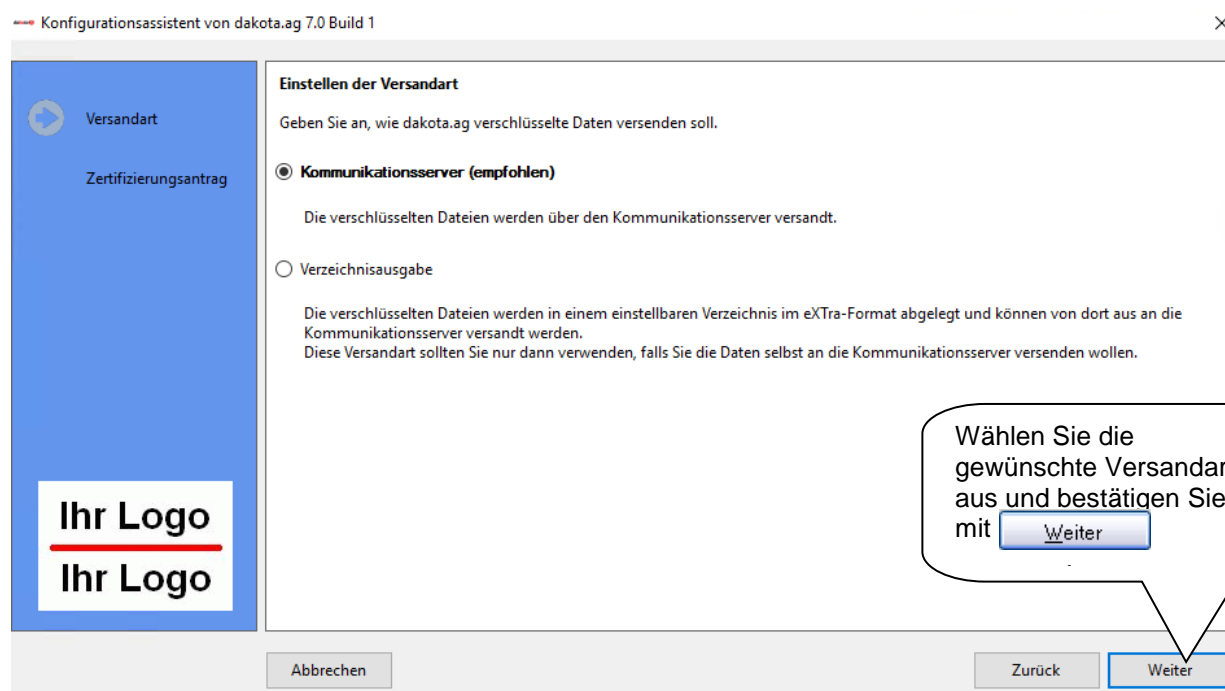 Konfigurationsassistent von dakota.ag 7.0 Build 1
Versandart
Zertifizierungsantrag
Ihr Logo
Ihr Logo
Einstellen der Versandart
Geben Sie an, wie dakota.ag verschlüsselte Daten versenden soll.
Kommunikationsserver (empfohlen)
Die verschlüsselten Dateien werden über den Kommunikationsserver versandt.
Verzeichnisausgabe
Die verschlüsselten Dateien werden in einem einstellbaren Verzeichnis im eXTra-Format abgelegt und können von dort aus an die
Kommunikationsserver versandt werden.
Diese Versandart sollten Sie nur dann verwenden, falls Sie die Daten selbst an die Kommunikationsserver versenden wollen.
Wählen Sie die
gewünschte Versandar
aus und bestätigen Sie
mit Weiter
.
Abbrechen
Zurück
Weiter